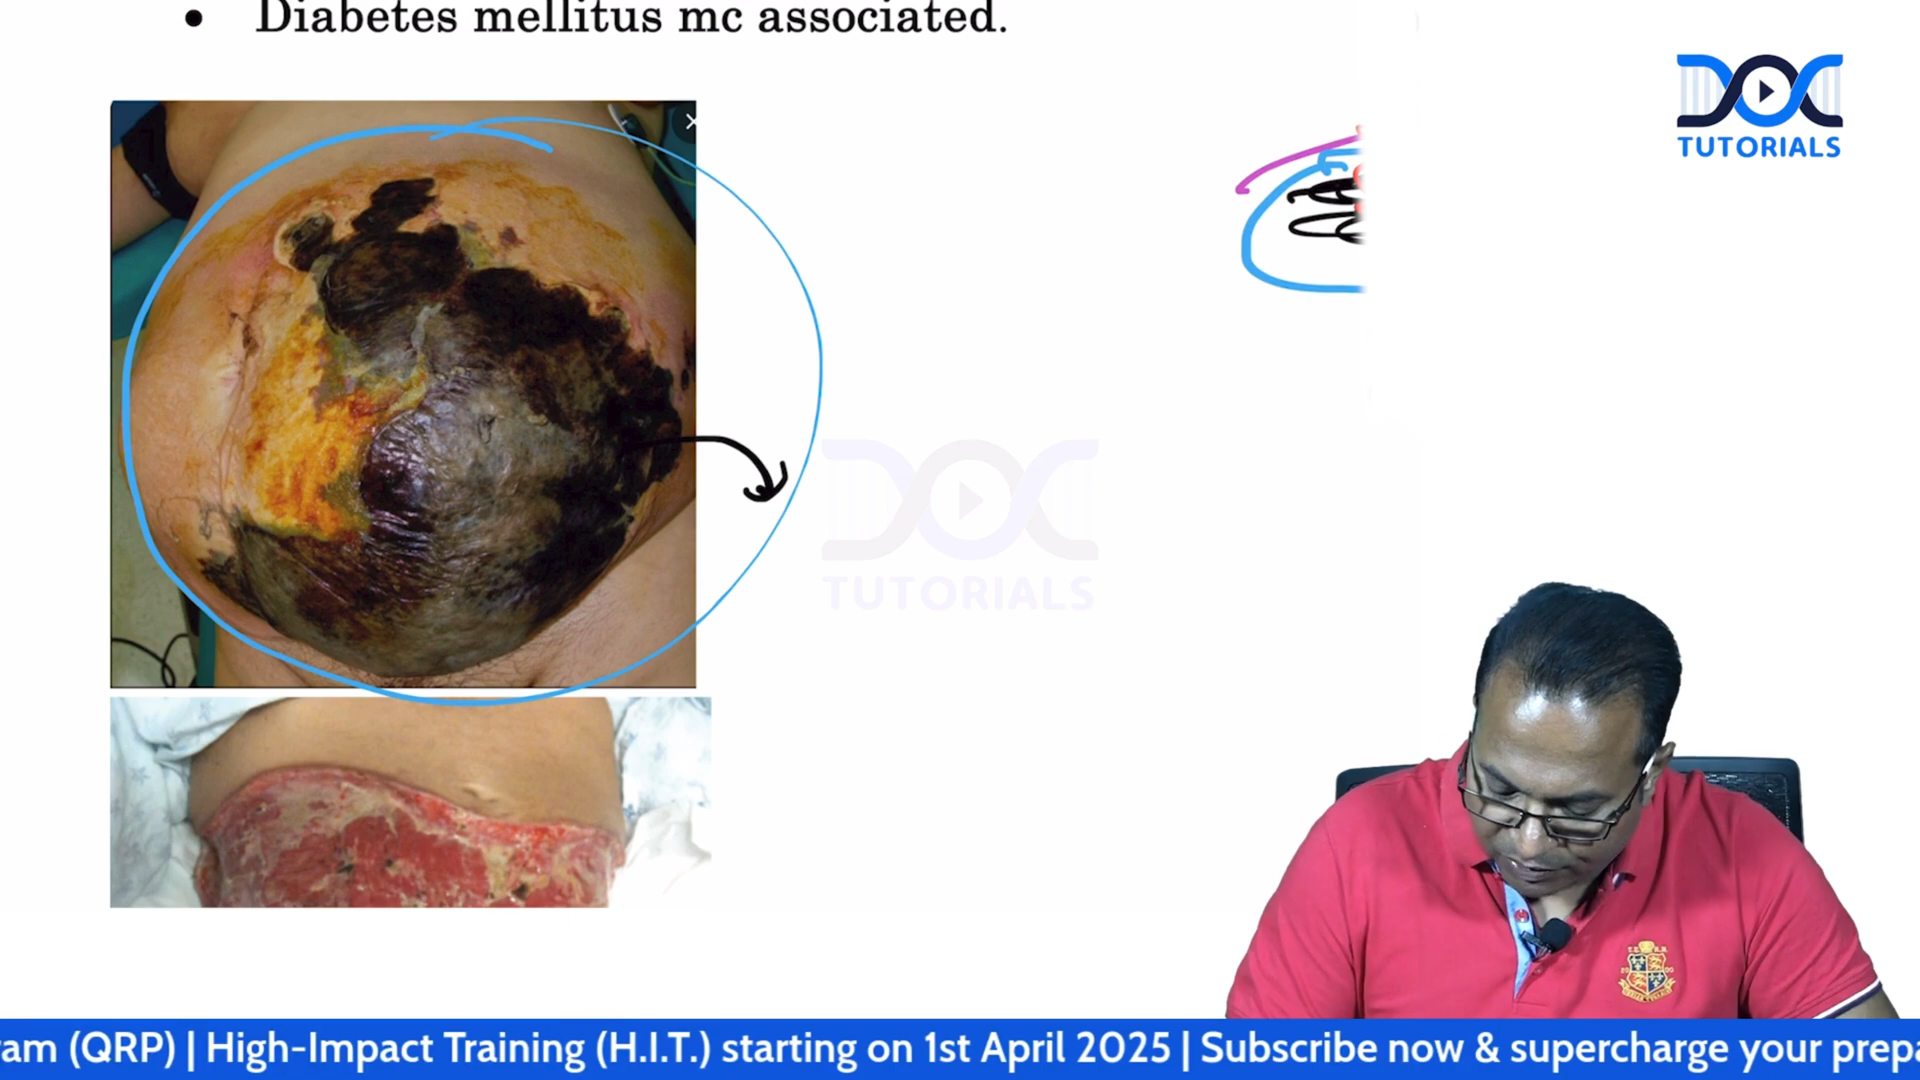 • Diabetes mellitus mc associated.
DOC
TUTORIALS
DOC
TUTORIALS
am (QRP) | High-Impact Training (H.I.T.) starting on 1st April 2025 | Subscribe now & supercharge your prepa